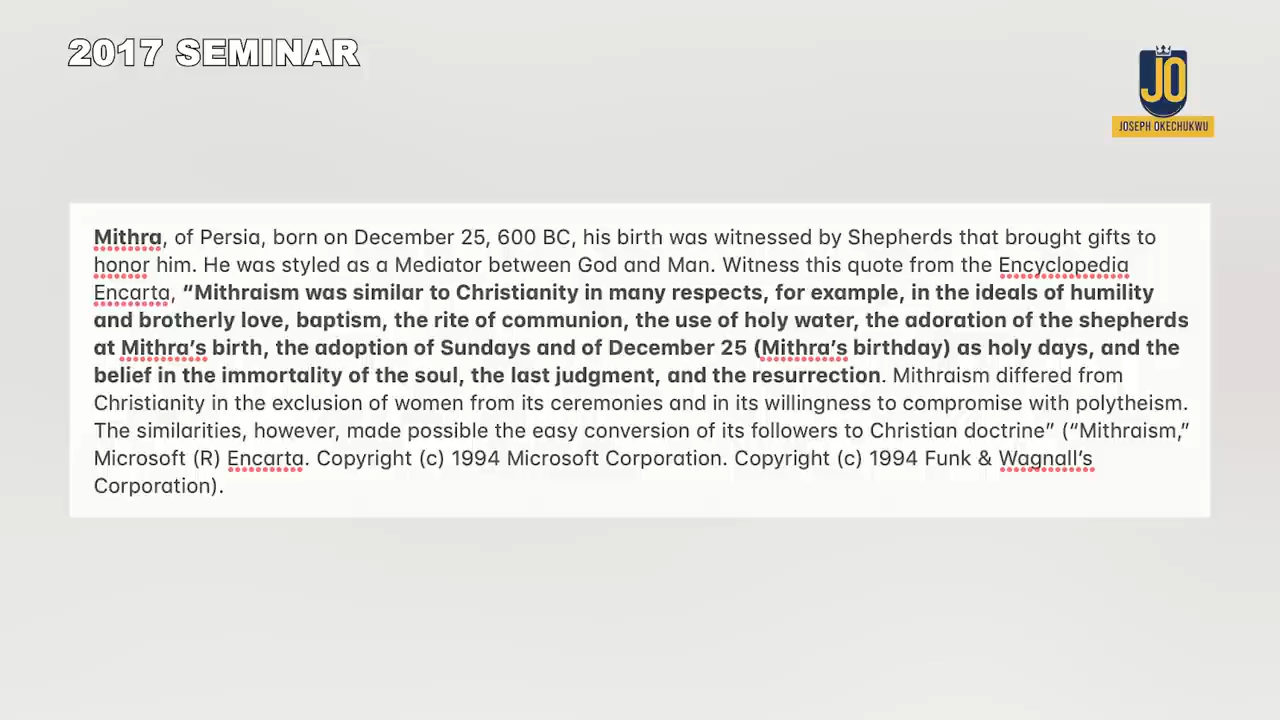 2017 SEMINAR
JO
JOSEPH OKECHUKWU
Mithra, of Persia, born on December 25, 600 BC, his birth was witnessed by Shepherds that brought gifts to
honor him. He was styled as a Mediator between God and Man. Witness this quote from the Encyclopedia
Encarta, “Mithraism was similar to Christianity in many respects, for example, in the ideals of humility
and brotherly love, baptism, the rite of communion, the use of holy water, the adoration of the shepherds
at Mithra’s birth, the adoption of Sundays and of December 25 (Mithra’s birthday) as holy days, and the
belief in the immortality of the soul, the last judgment, and the resurrection. Mithraism differed from
Christianity in the exclusion of women from its ceremonies and in its willingness to compromise with polytheism.
The similarities, however, made possible the easy conversion of its followers to Christian doctrine” (“Mithraism,”
Microsoft (R) Encarta. Copyright (c) 1994 Microsoft Corporation. Copyright (c) 1994 Funk & Wagnall’s
Corporation).